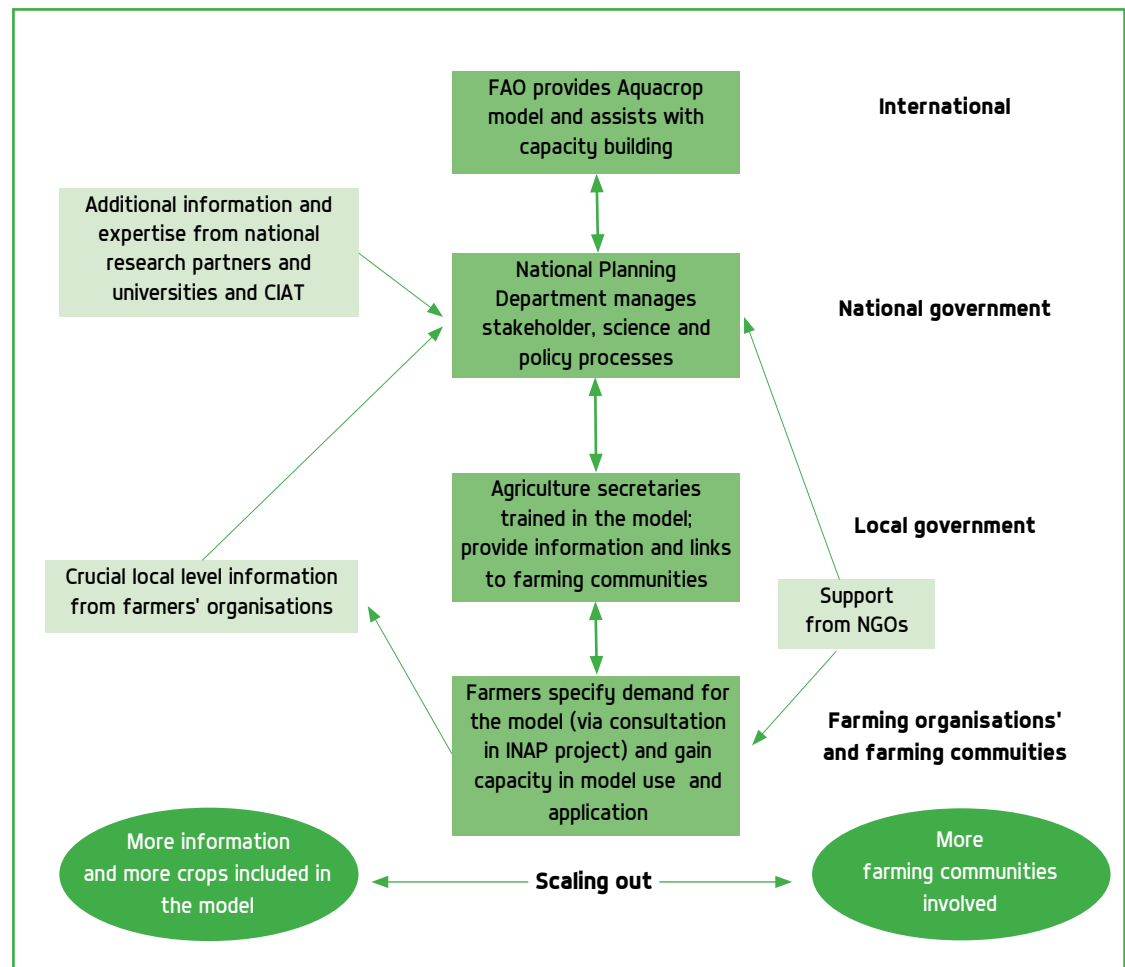 FAO provides Aquacrop
model and assists with
capacity building
International
Additional information and
expertise from national
research partners and
universities and CIAT
National Planning
Department manages
stakeholder, science and
policy processes
National government
Agriculture secretaries
trained in the model;
provide information and links
to farming communities
Local government
Crucial local level information
from farmers' organisations
Support
from NGOs
Farmers specify demand for
the model (via consultation
in INAP project) and gain
capacity in model use and
application
Farming organisations'
and farming commuities
More information
and more crops included in
the model
Scaling out
More
farming communities
involved